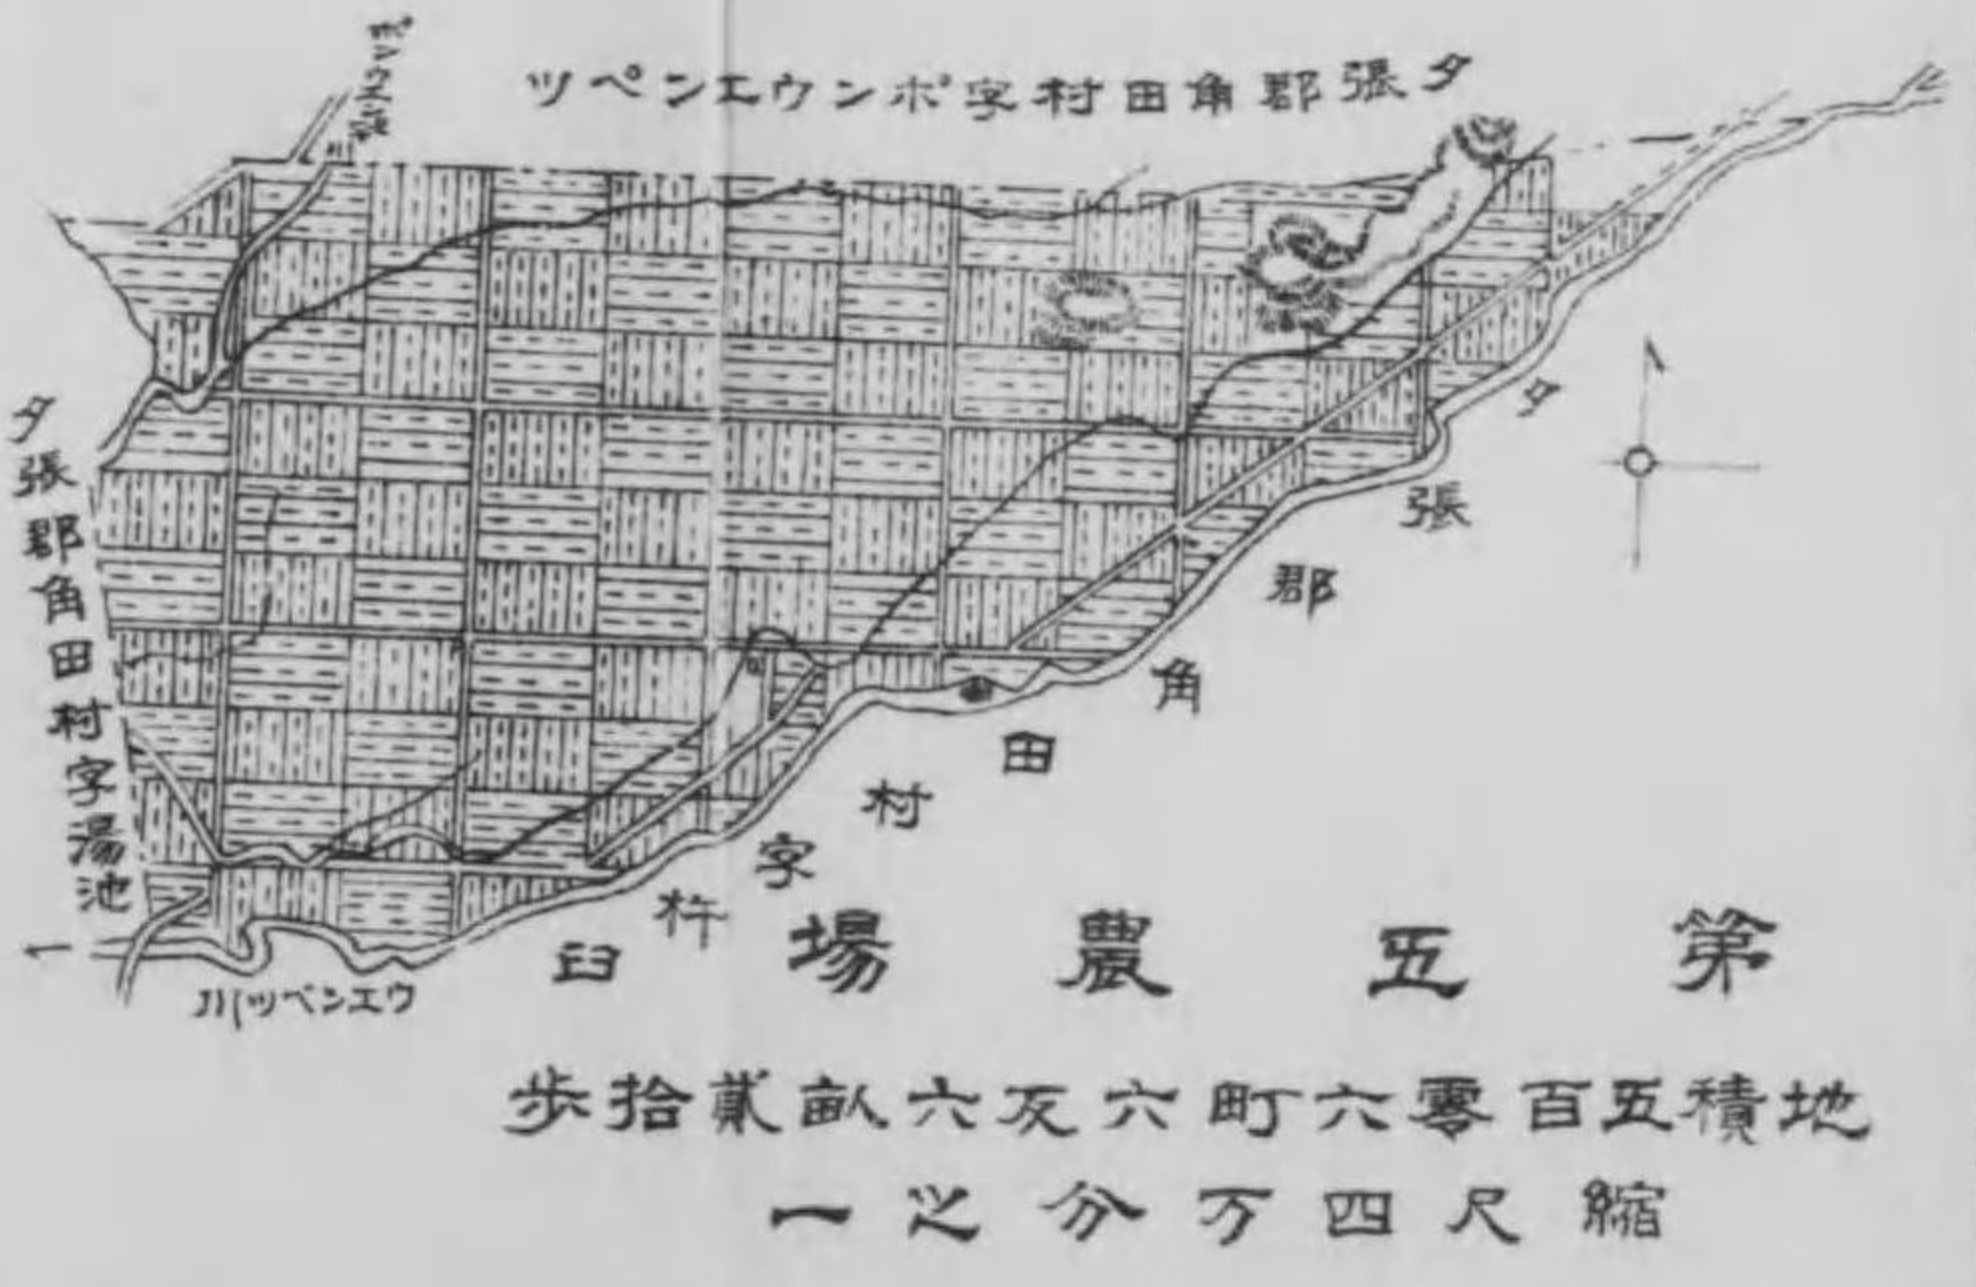 夕張郡角田村字ポンウエンペツ
ポンウエンペツ川
夕張郡角田村字湯池
夕張郡角田村字杵臼
ウエンペツ川
第五農場
地積五百零六町六反六畝貳拾歩
縮尺四万分之一